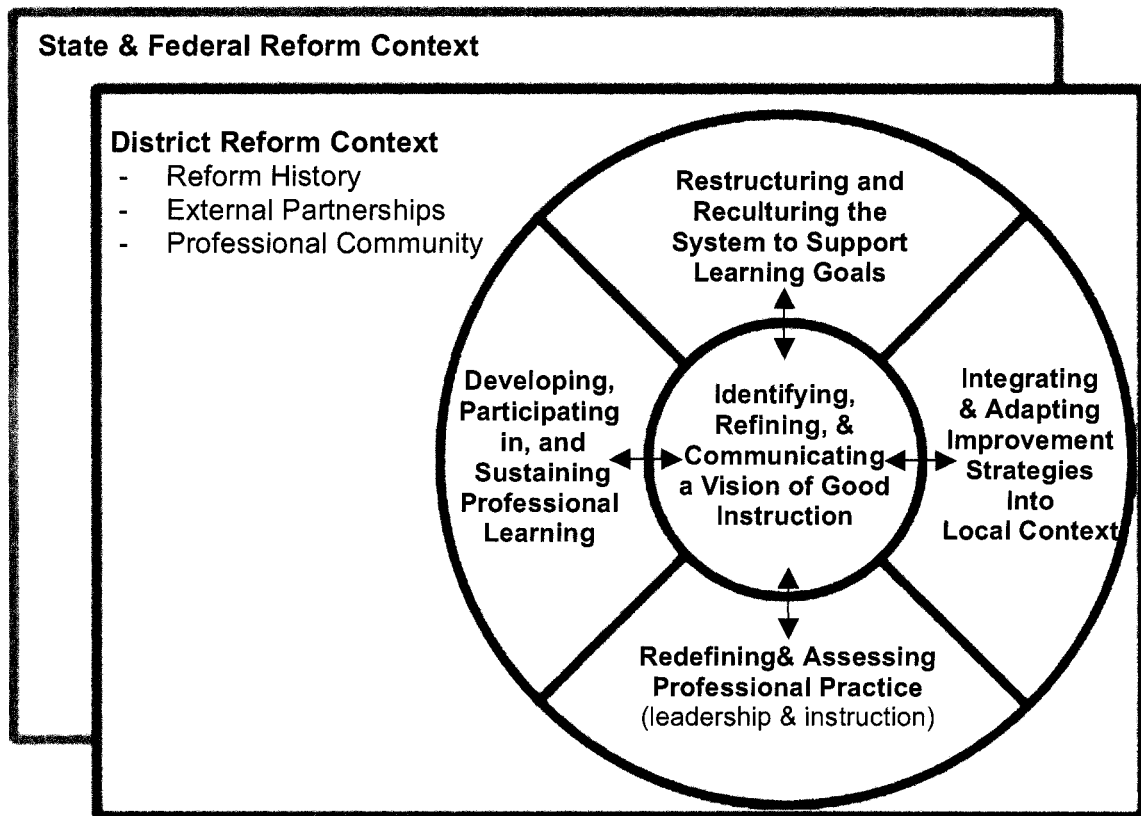 State & Federal Reform Context
District Reform Context
- Reform History
- External Partnerships
- Professional Community
Restructuring and
Reculturing the
System to Support
Learning Goals
Developing,
Participating
in, and
Sustaining
Professional
Learning
Identifying,
Refining, &
Communicating
a Vision of Good
Instruction
Integrating
& Adapting
Improvement
Strategies
Into
Local Context
Redefining& Assessing
Professional Practice
(leadership & instruction)